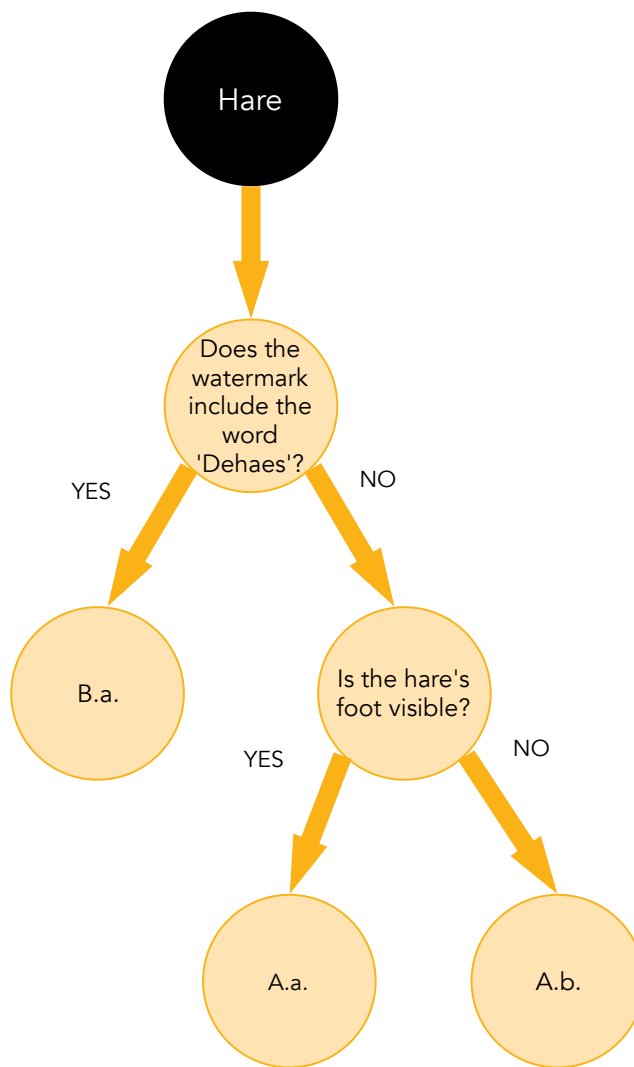 Hare
Does the
watermark
include the
word
'Dehaes'?
YES
NO
B.a.
Is the hare's
foot visible?
YES
NO
A.a.
A.b.